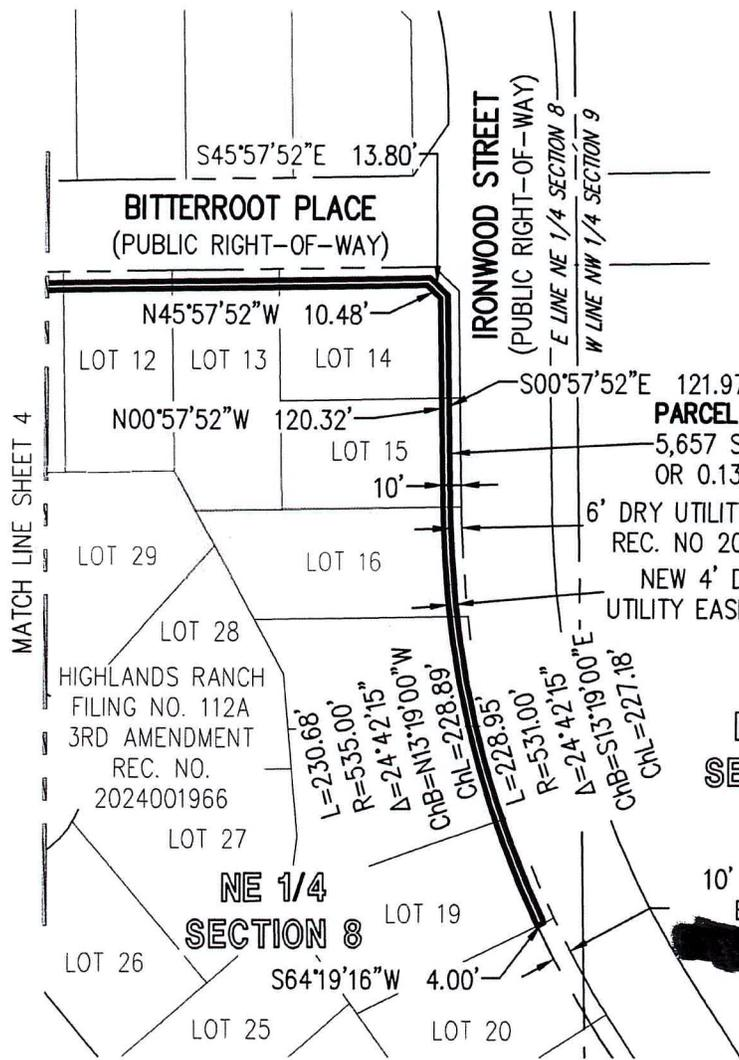 S45°57'52"E 13.80'
BITTERROOT PLACE
(PUBLIC RIGHT-OF-WAY)
IRONWOOD STREET
(PUBLIC RIGHT-OF-WAY)
E LINE NE 1/4 SECTION 8
W LINE NW 1/4 SECTION 9
N45°57'52"W 10.48'
LOT 12
LOT 13
LOT 14
S00°57'52"E 121.97
N00°57'52"W 120.32'
PARCEL
5,657 S
OR 0.13
LOT 15
10'
6' DRY UTILIT
REC. NO 20
MATCH LINE SHEET 4
LOT 29
LOT 16
NEW 4' D
UTILITY EAS
LOT 28
HIGHLANDS RANCH
FILING NO. 112A
3RD AMENDMENT
REC. NO.
2024001966
L=230.68'
R=535.00'
Δ=24°42'15"
ChB=N13°19'00"W
ChL=228.89'
L=228.95'
R=531.00'
Δ=24°42'15"
ChB=S13°19'00"E
ChL=227.18'
SE
LOT 27
NE 1/4
SECTION 8
10'
LOT 19
LOT 26
S64°19'16"W 4.00'
LOT 25
LOT 20